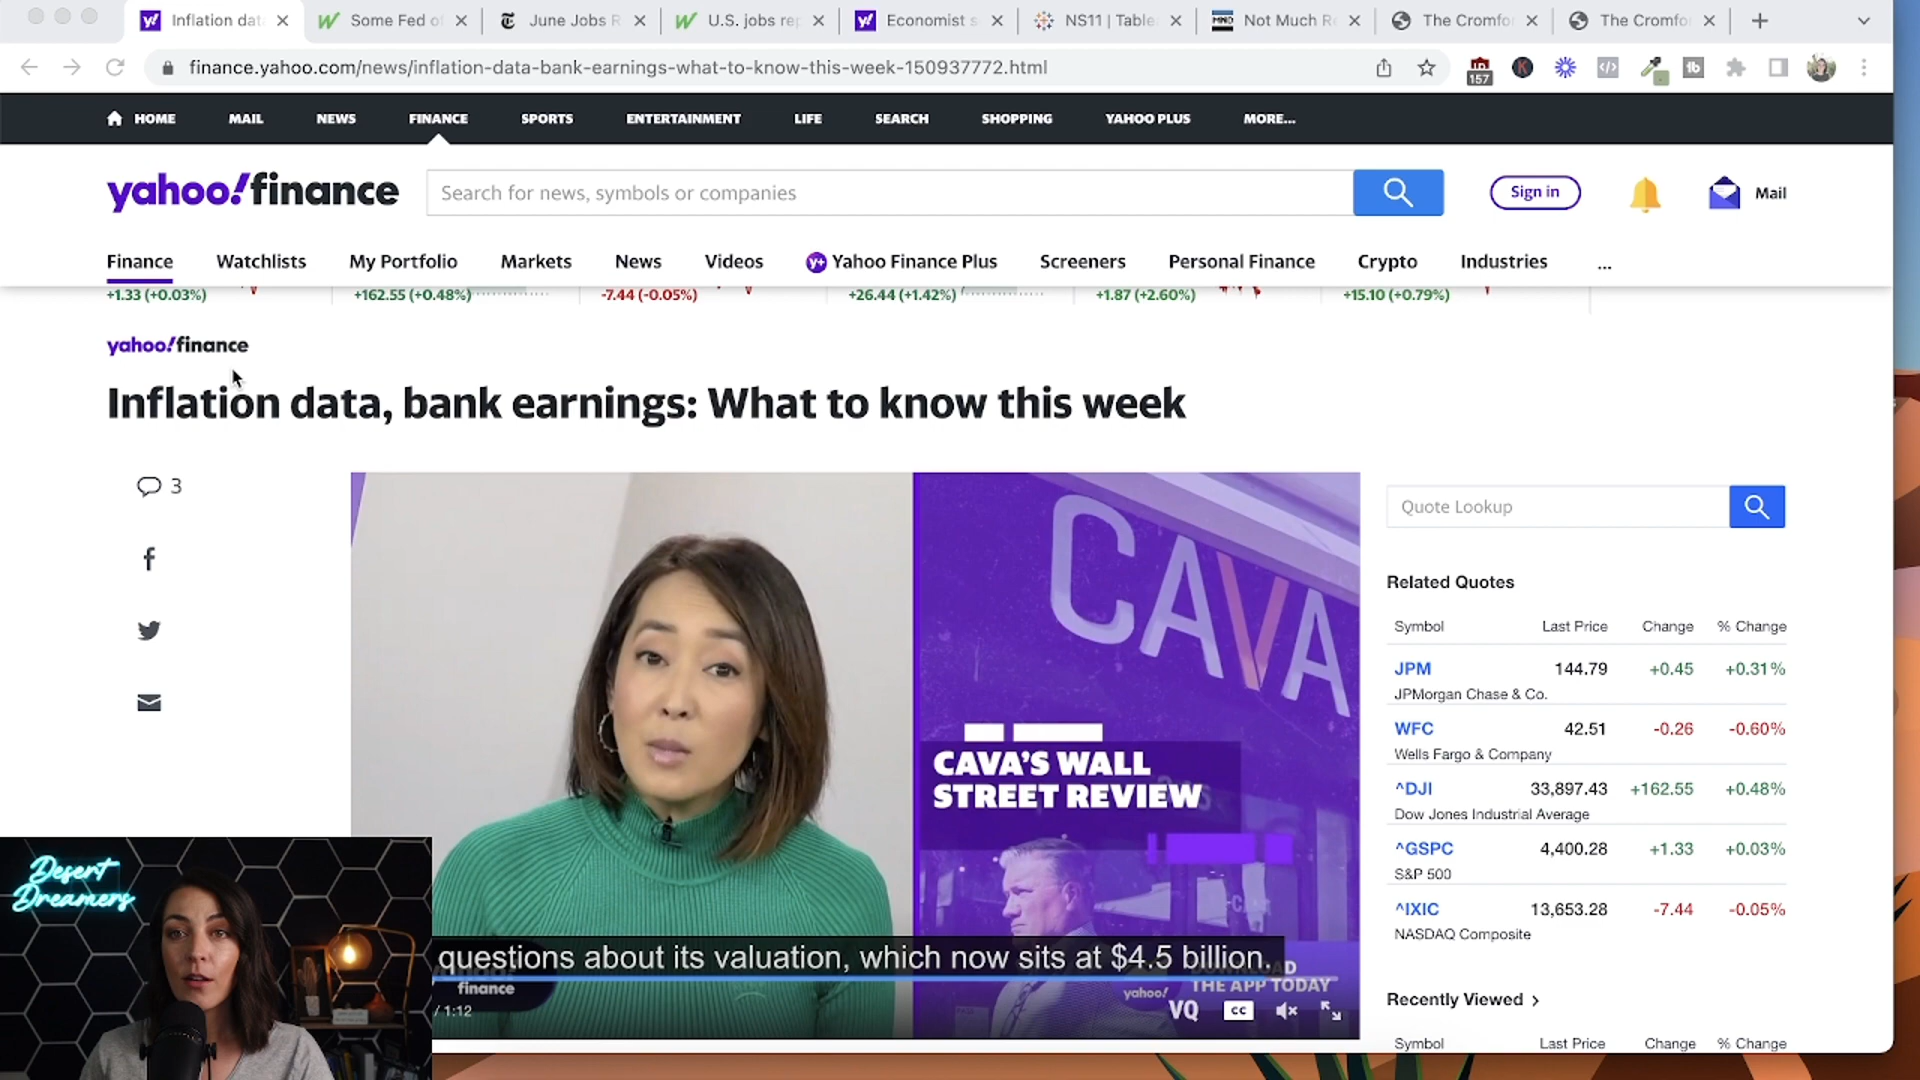 Inflation dat
Some Fed of
June Jobs R
U.S. jobs rep
Economist s
NS11 | Table
Not Much R
The Cromfo
The Cromfo
finance.yahoo.com/news/inflation-data-bank-earnings-what-to-know-this-week-150937772.html
157
HOME MAIL NEWS FINANCE SPORTS ENTERTAINMENT LIFE SEARCH SHOPPING YAHOO PLUS MORE...
yahoo!finance
Search for news, symbols or companies
Sign in
Mail
Finance Watchlists My Portfolio Markets News Videos Yahoo Finance Plus Screeners Personal Finance Crypto Industries ...
+1.33 (+0.03%) +162.55 (+0.48%) -7.44 (-0.05%) +26.44 (+1.42%) +1.87 (+2.60%) +15.10 (+0.79%)
yahoo!finance
Inflation data, bank earnings: What to know this week
3
CAVA
CAVA'S WALL
STREET REVIEW
questions about its valuation, which now sits at $4.5 billion.
finance
yahoo!
THE APP TODAY
/ 1:12
VQ
CC
Desert
Dreamers
Quote Lookup
Related Quotes
Symbol Last Price Change % Change
JPM 144.79 +0.45 +0.31%
JPMorgan Chase & Co.
WFC 42.51 -0.26 -0.60%
Wells Fargo & Company
^DJI 33,897.43 +162.55 +0.48%
Dow Jones Industrial Average
^GSPC 4,400.28 +1.33 +0.03%
S&P 500
^IXIC 13,653.28 -7.44 -0.05%
NASDAQ Composite
Recently Viewed >
Symbol Last Price Change % Change